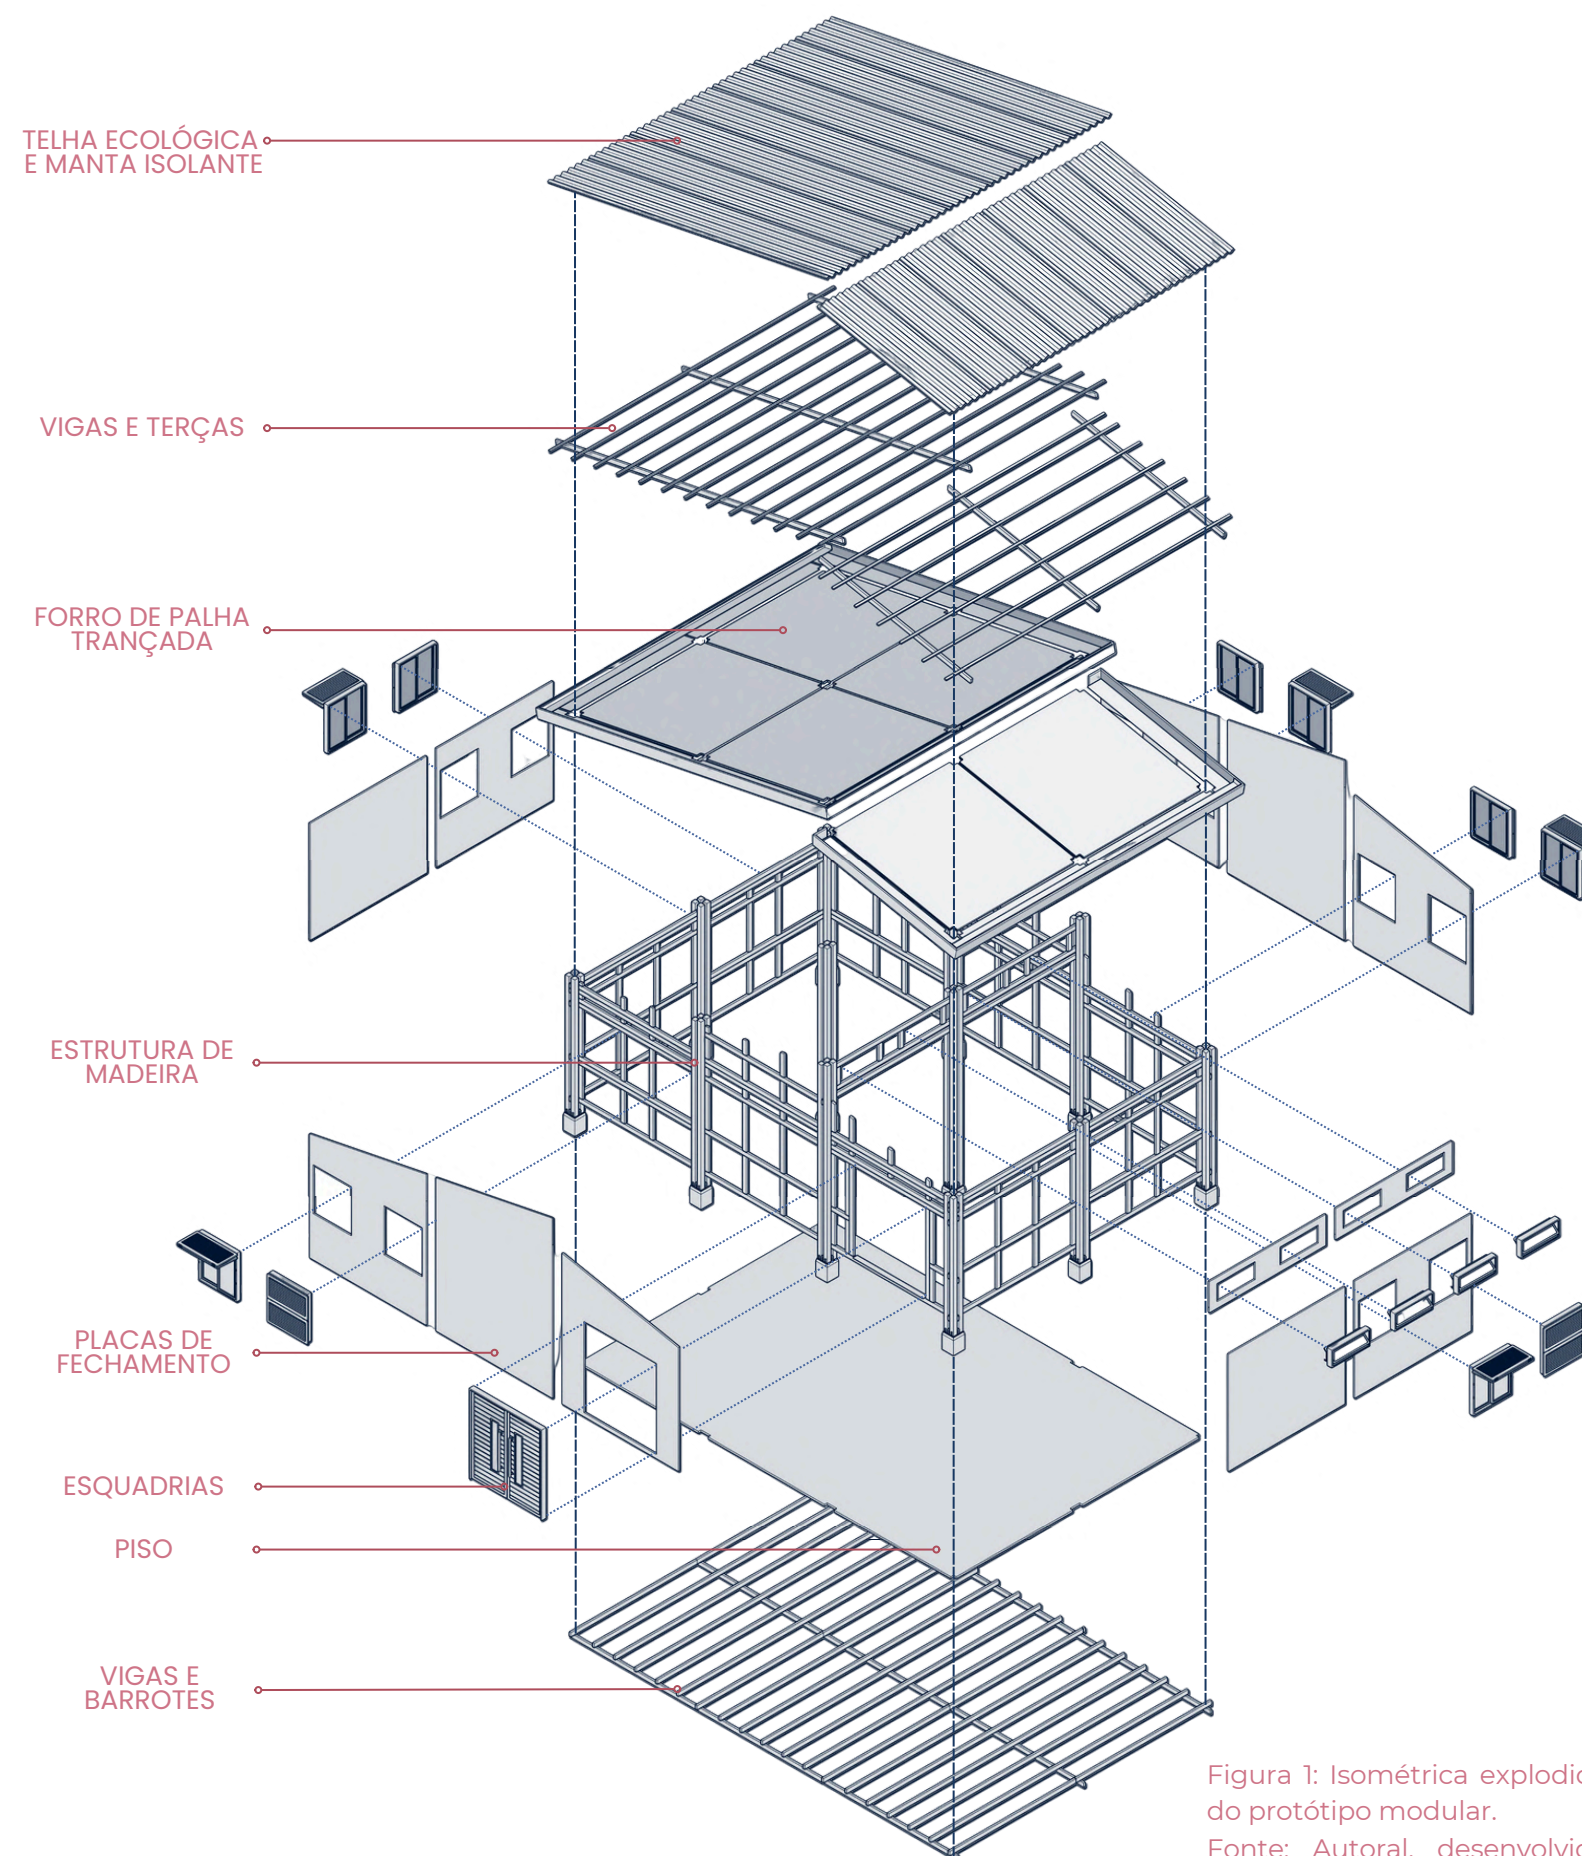 TELHA ECOLÓGICA
E MANTA ISOLANTE
VIGAS E TERÇAS
FORRO DE PALHA
TRANÇADA
ESTRUTURA DE
MADEIRA
PLACAS DE
FECHAMENTO
ESQUADRIAS
PISO
VIGAS E
BARROTES
Figura 1: Isométrica
do protótipo modular.
Fonte: Autoral,